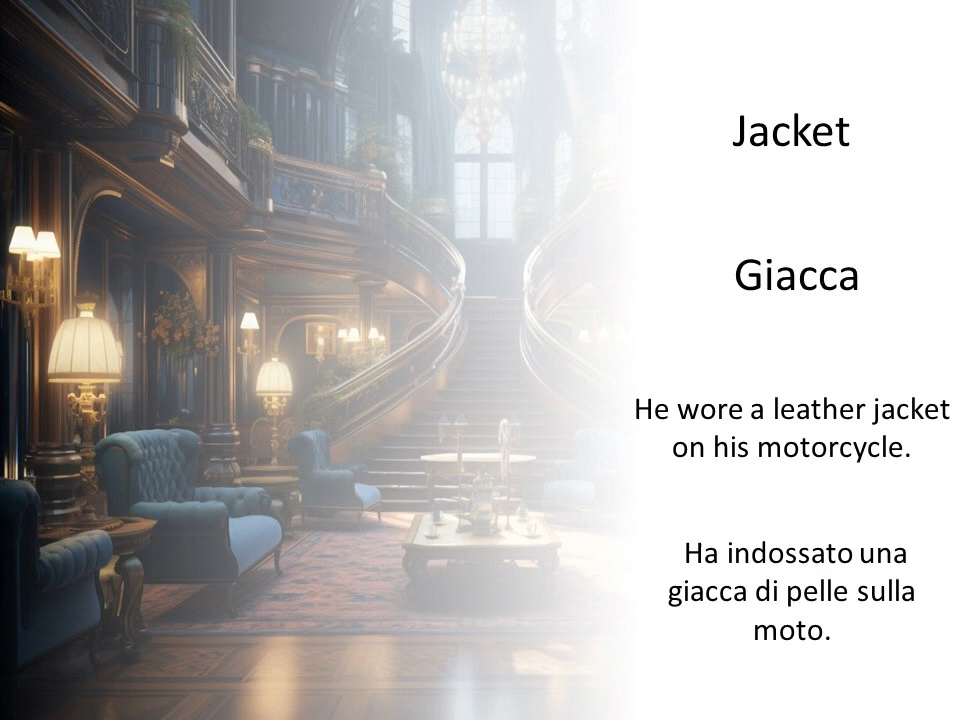 Jacket
Giacca
He wore a leather jacket
on his motorcycle.
Ha indossato una
giacca di pelle sulla
moto.